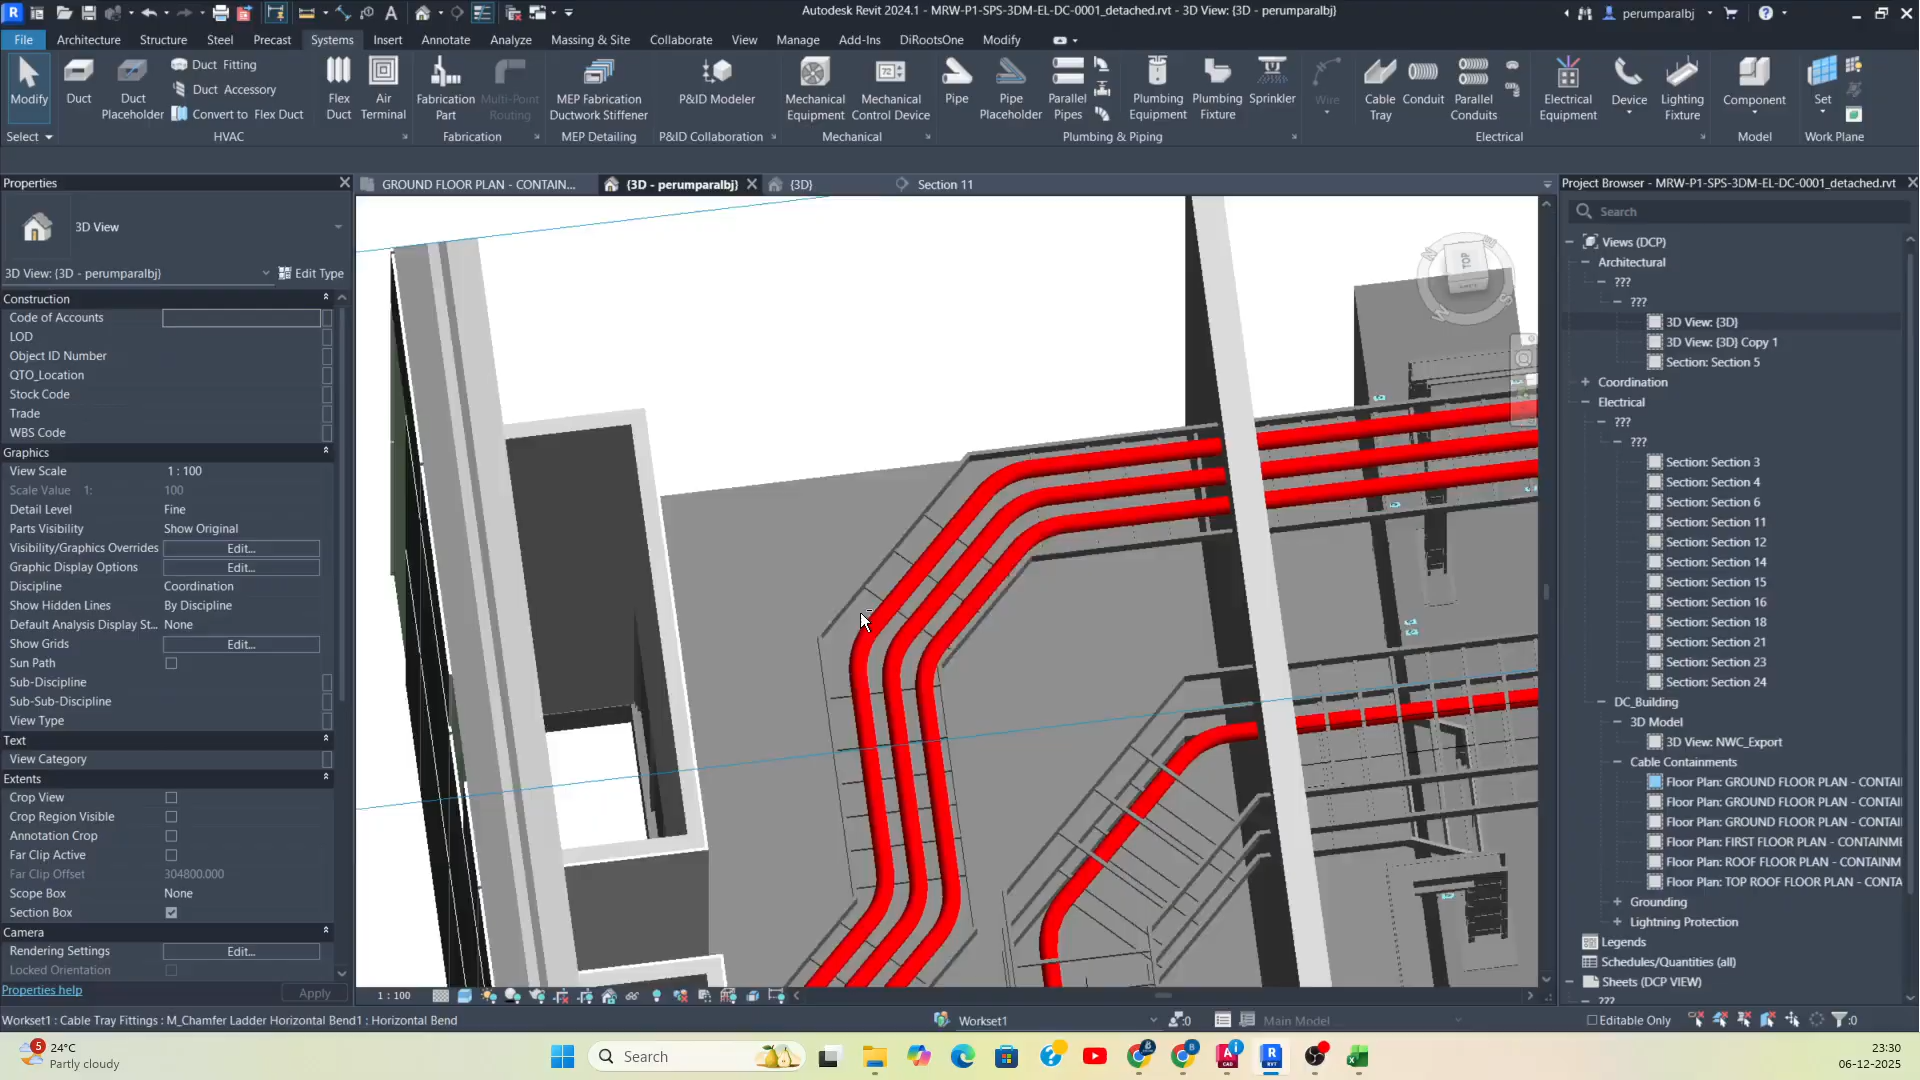 Autodesk Revit 2024.1 - MRW-P1-SPS-3DM-EL-DC-0001_detached.rvt - 3D View: {3D - perumparalbj}
perumparalbj
File Architecture Structure Steel Precast Systems Insert Annotate Analyze Massing & Site Collaborate View Manage Add-Ins DiRootsOne Modify
Modify
Select
Duct
Duct Placeholder
Duct Fitting
Duct Accessory
Convert to Flex Duct
Flex Duct
Air Terminal
HVAC
Fabrication Part
Multi-Point Routing
Fabrication
MEP Fabrication Ductwork Stiffener
MEP Detailing
P&ID Modeler
P&ID Collaboration
Mechanical Equipment
Mechanical Control Device
Mechanical
Pipe
Pipe Placeholder
Parallel Pipes
Plumbing Equipment
Plumbing Fixture
Sprinkler
Plumbing & Piping
Wire
Cable Tray
Conduit
Parallel Conduits
Electrical Equipment
Device
Lighting Fixture
Electrical
Component
Model
Set
Work Plane
Properties
3D View
3D View: {3D - perumparalbj}
Edit Type
Construction
Code of Accounts
LOD
Object ID Number
QTO_Location
Stock Code
Trade
WBS Code
Graphics
View Scale 1 : 100
Scale Value 1: 100
Detail Level Fine
Parts Visibility Show Original
Visibility/Graphics Overrides Edit...
Graphic Display Options Edit...
Discipline Coordination
Show Hidden Lines By Discipline
Default Analysis Display St... None
Show Grids Edit...
Sun Path
Sub-Discipline
Sub-Sub-Discipline
View Type
Text
View Category
Extents
Crop View
Crop Region Visible
Annotation Crop
Far Clip Active
Far Clip Offset 304800.000
Scope Box None
Section Box
Camera
Rendering Settings Edit...
Locked Orientation
Properties help Apply
GROUND FLOOR PLAN - CONTAIN...
{3D - perumparalbj}
{3D}
Section 11
TOP
1 : 100
Project Browser - MRW-P1-SPS-3DM-EL-DC-0001_detached.rvt
Search
Views (DCP)
Architectural
???
???
3D View: {3D}
3D View: {3D} Copy 1
Section: Section 5
Coordination
Electrical
???
???
Section: Section 3
Section: Section 4
Section: Section 6
Section: Section 11
Section: Section 12
Section: Section 14
Section: Section 15
Section: Section 16
Section: Section 18
Section: Section 21
Section: Section 23
Section: Section 24
DC_Building
3D Model
3D View: NWC_Export
Cable Containments
Floor Plan: GROUND FLOOR PLAN - CONTAI
Floor Plan: GROUND FLOOR PLAN - CONTAI
Floor Plan: GROUND FLOOR PLAN - CONTAI
Floor Plan: FIRST FLOOR PLAN - CONTAINME
Floor Plan: ROOF FLOOR PLAN - CONTAINM
Floor Plan: TOP ROOF FLOOR PLAN - CONTA
Grounding
Lightning Protection
Legends
Schedules/Quantities (all)
Sheets (DCP VIEW)
???
Workset1 : Cable Tray Fittings : M_Chamfer Ladder Horizontal Bend1 : Horizontal Bend
Workset1
:0
Main Model
Editable Only
:0
5
24°C
Partly cloudy
Search
23:30
06-12-2025